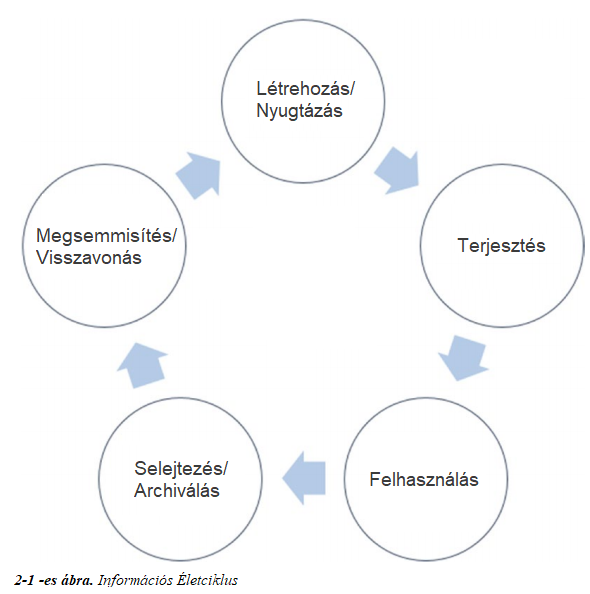 Létrehozás/
Nyugtázás
Terjesztés
Felhasználás
Selejtezés/
Archiválás
Megsemmisítés/
Visszavonás
2-1 -es ábra. Információs Életciklus